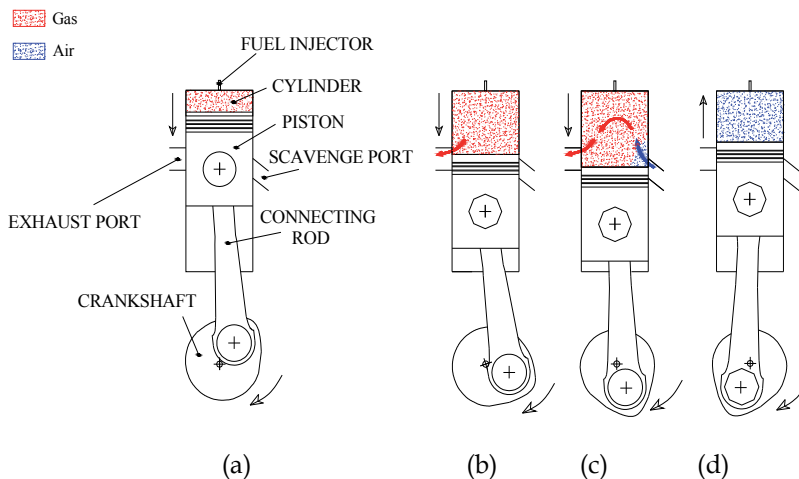 Gas
Air
FUEL INJECTOR
CYLINDER
PISTON
SCAVENGE PORT
EXHAUST PORT
CONNECTING
ROD
CRANKSHAFT
(a)
(b)
(c)
(d)